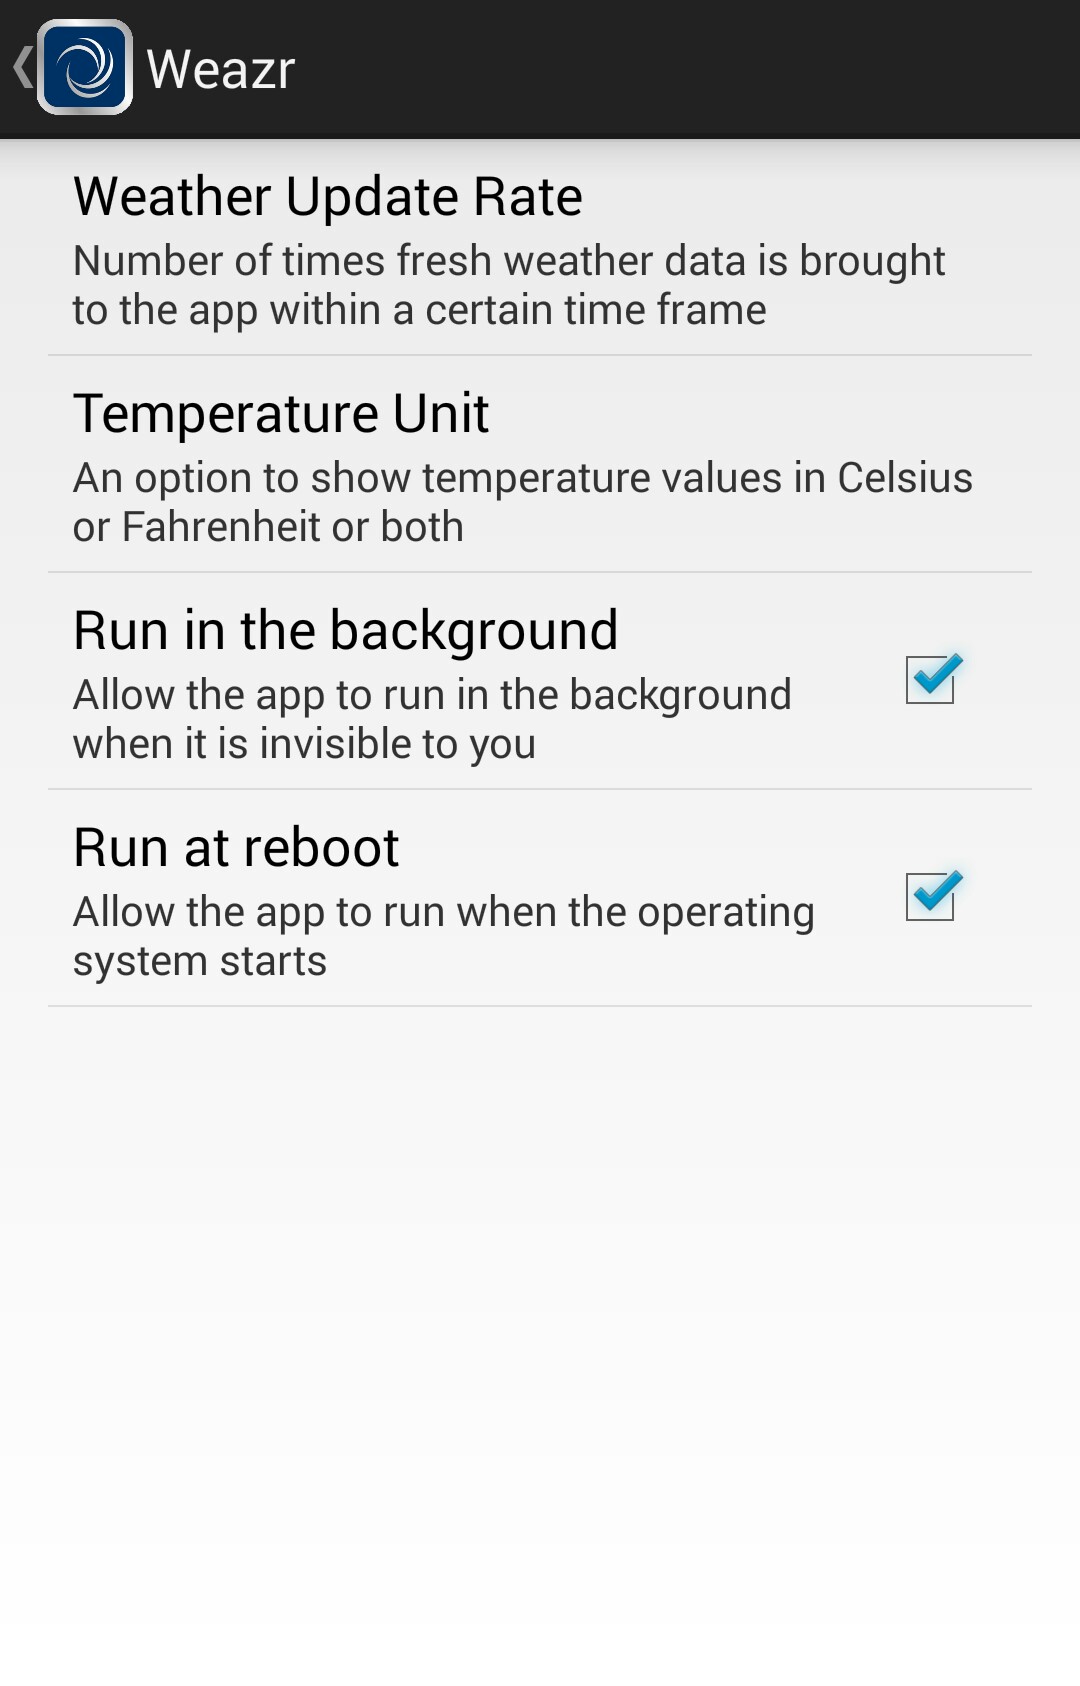 Weazr
Weather Update Rate
Number of times fresh weather data is brought
to the app within a certain time frame
Temperature Unit
An option to show temperature values in Celsius
or Fahrenheit or both
Run in the background
Allow the app to run in the background
when it is invisible to you
Run at reboot
Allow the app to run when the operating
system starts